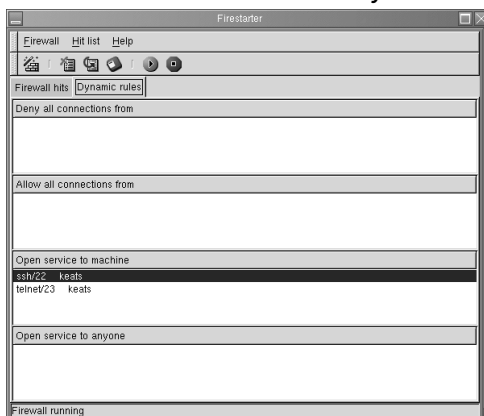 Firestarter
Firewall Hit list Help
Firewall hits Dynamic rules
Deny all connections from
Allow all connections from
Open service to machine
ssh/22 keats
telnet/23 keats
Open service to anyone
Firewall running